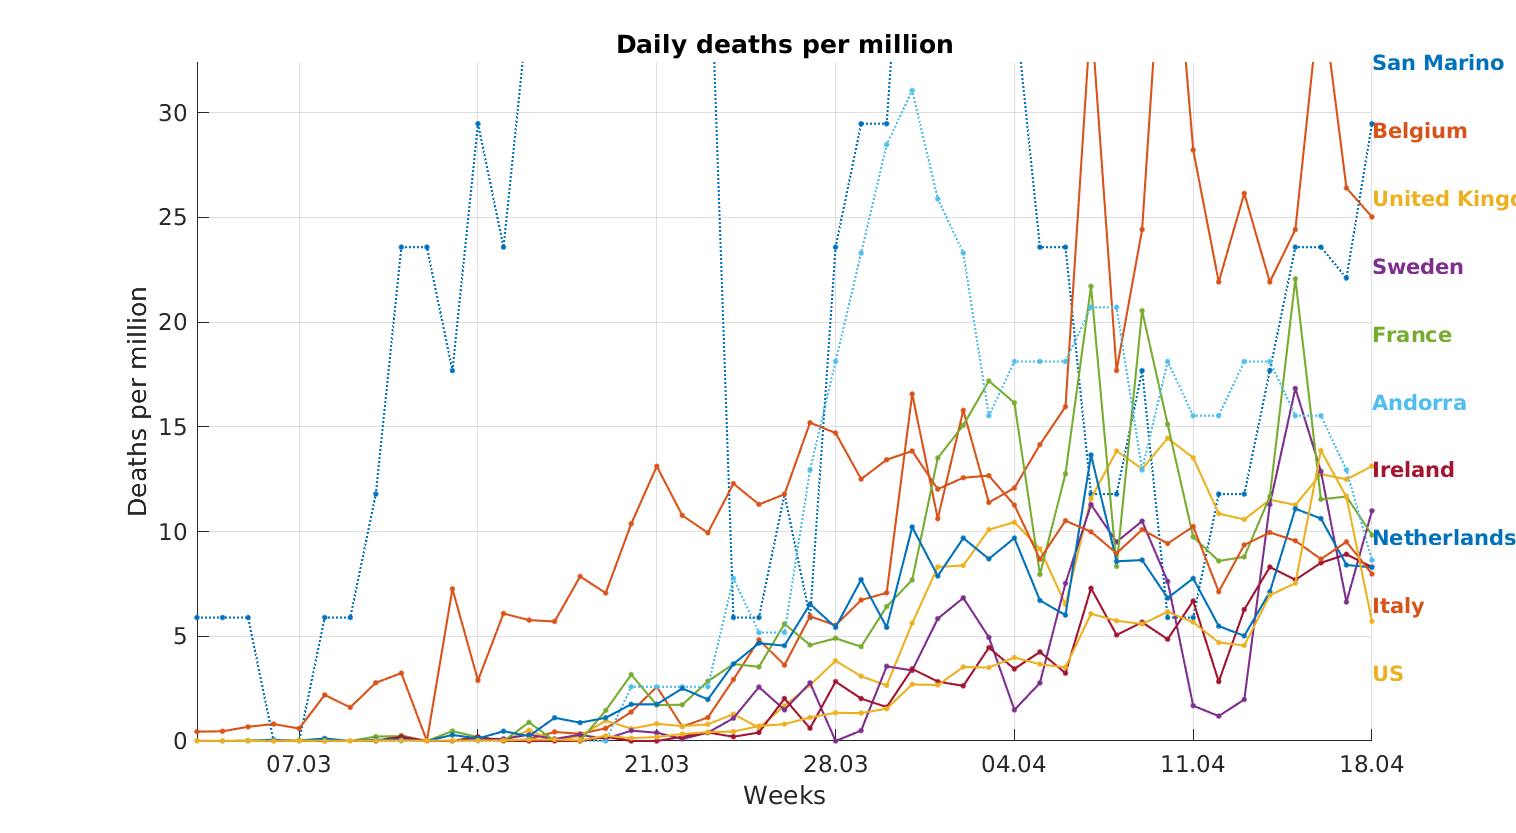 Daily deaths per million
San Marino
Belgium
United Kingd
Sweden
France
Andorra
Ireland
Netherlands
Italy
US
Deaths per million
30
25
20
15
10
5
0
07.03 14.03 21.03 28.03 04.04 11.04 18.04
Weeks